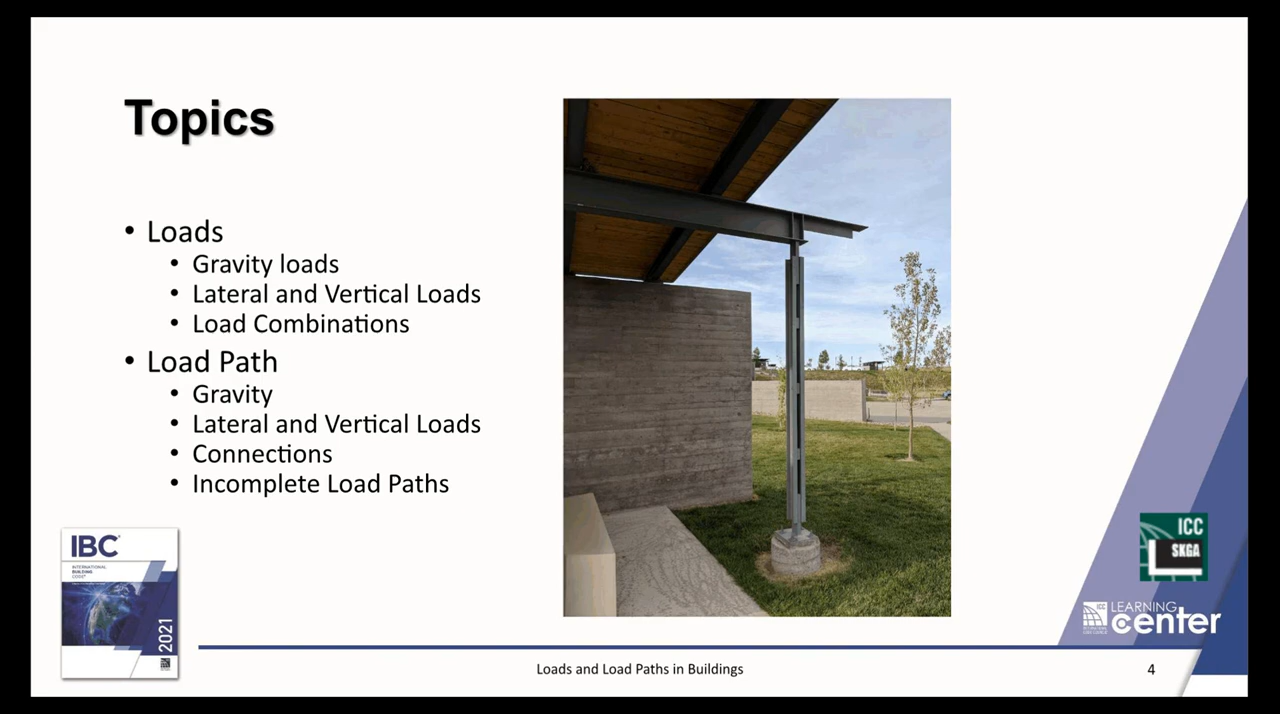 Topics
• Loads
• Gravity loads
• Lateral and Vertical Loads
• Load Combinations
• Load Path
• Gravity
• Lateral and Vertical Loads
• Connections
• Incomplete Load Paths
IBC
INTERNATIONAL
BUILDING
CODE®
2021
ICC
SKGA
ICC
LEARNING
center
Loads and Load Paths in Buildings
4